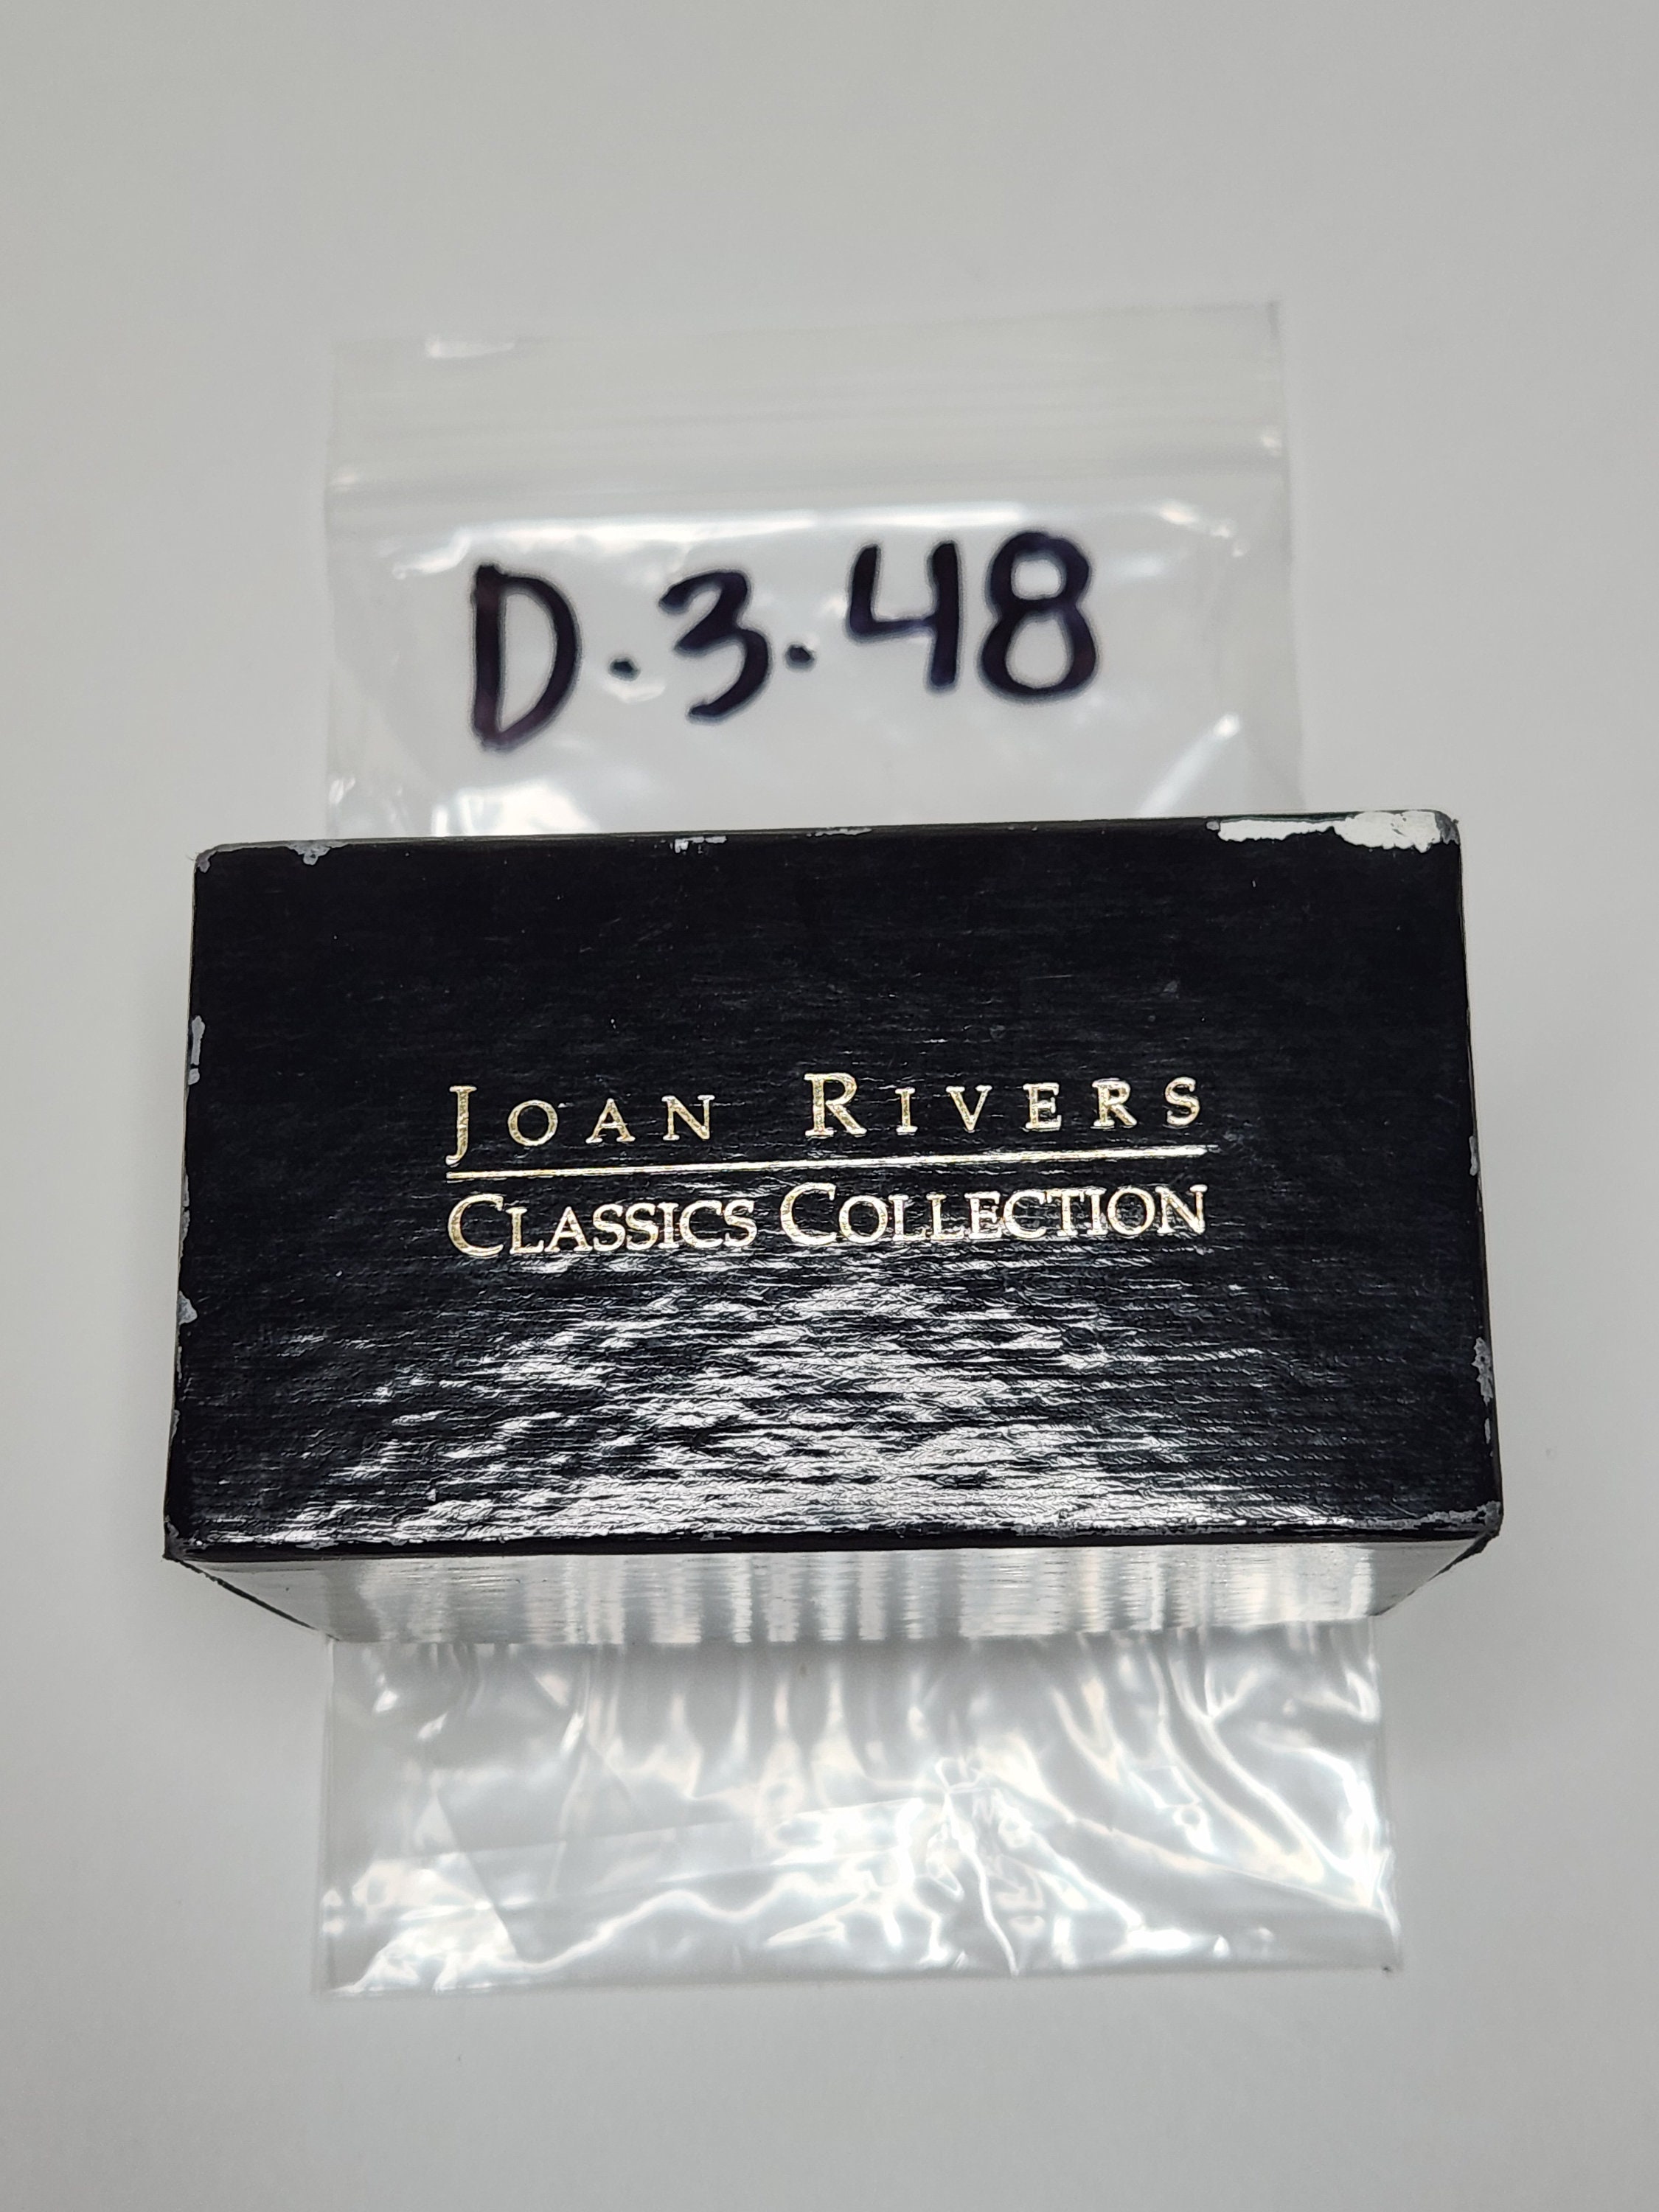 D.3.48
JOAN RIVERS
CLASSICS COLLECTION